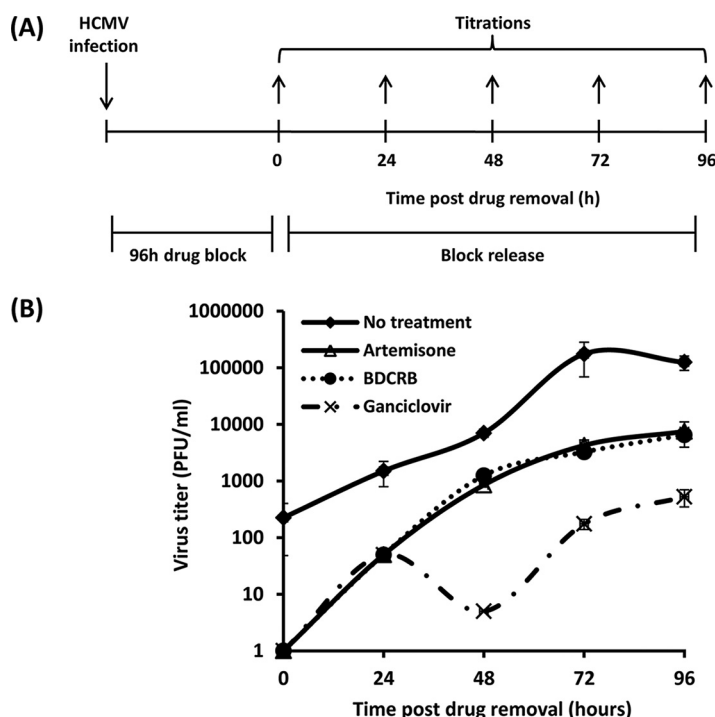 (A)
HCMV
infection
Titrations
0 24 48 72 96
Time post drug removal (h)
96h drug block
Block release
(B)
1000000
100000
10000
1000
100
10
1
Virus titer (PFU/ml)
No treatment
Artemisone
BDCRB
Ganciclovir
0 24 48 72 96
Time post drug removal (hours)